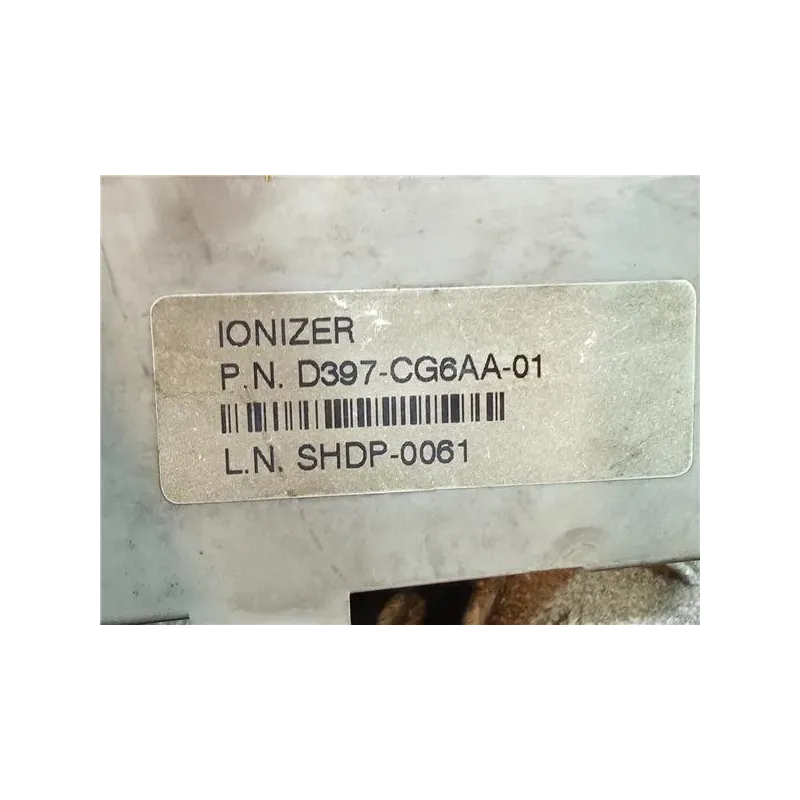 IONIZER
P.N. D397-CG6AA-01
L.N. SHDP-0061